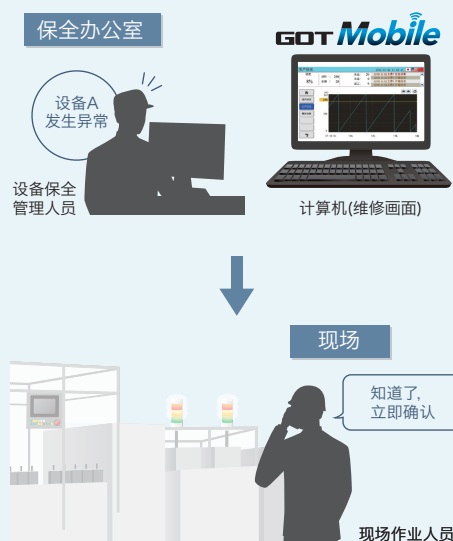 保全办公室
GOT Mobile
设备A
发生异常
设备保全
管理人员
计算机(维修画面)
现场
知道了,
立即确认
现场作业人员